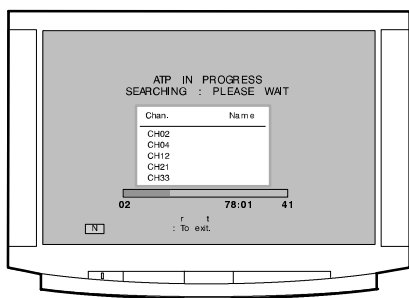 ATP IN PROGRESS
SEARCHING : PLEASE WAIT
Chan. Name
CH02
CH04
CH12
CH21
CH33
02 78:01 41
r t
N : To exit.